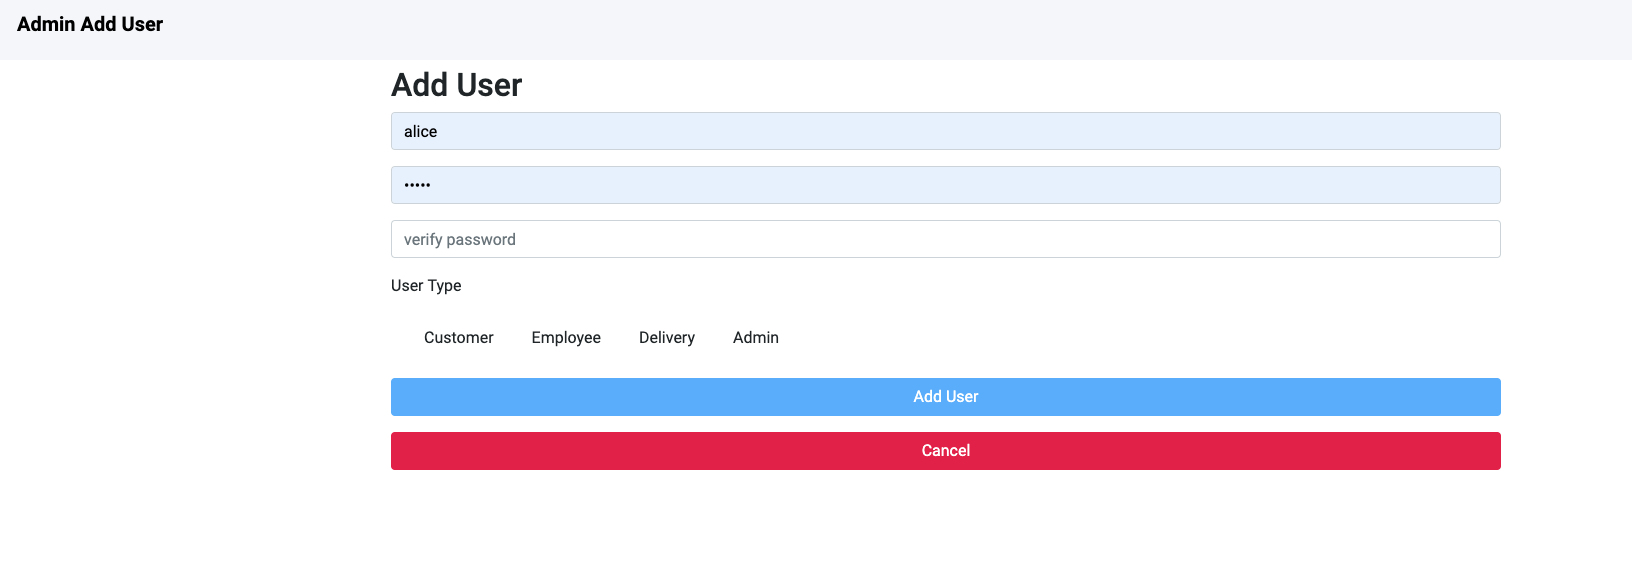 Admin Add User
Add User
alice
•••••
verify password
User Type
Customer Employee Delivery Admin
Add User
Cancel